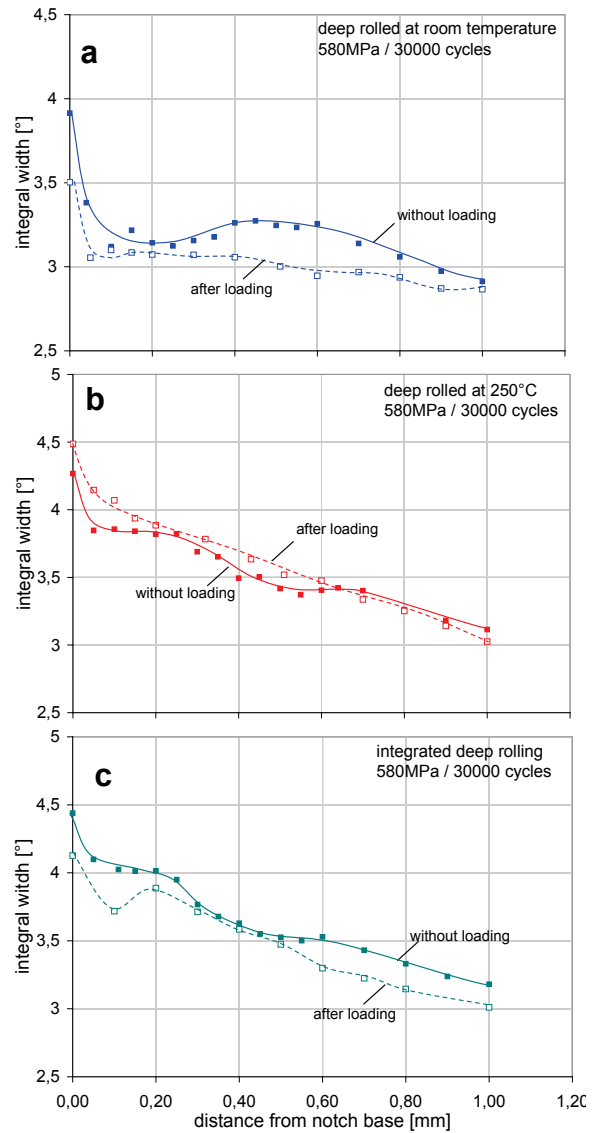 4,5
a
deep rolled at room temperature
580MPa / 30000 cycles
4
3,5
3
2,5
integral width [°]
without loading
after loading
5
b
deep rolled at 250°C
580MPa / 30000 cycles
4,5
4
3,5
3
2,5
integral width [°]
after loading
without loading
5
c
integrated deep rolling
580MPa / 30000 cycles
4,5
4
3,5
3
2,5
integral witdh [°]
without loading
after loading
0,00 0,20 0,40 0,60 0,80 1,00 1,20
distance from notch base [mm]